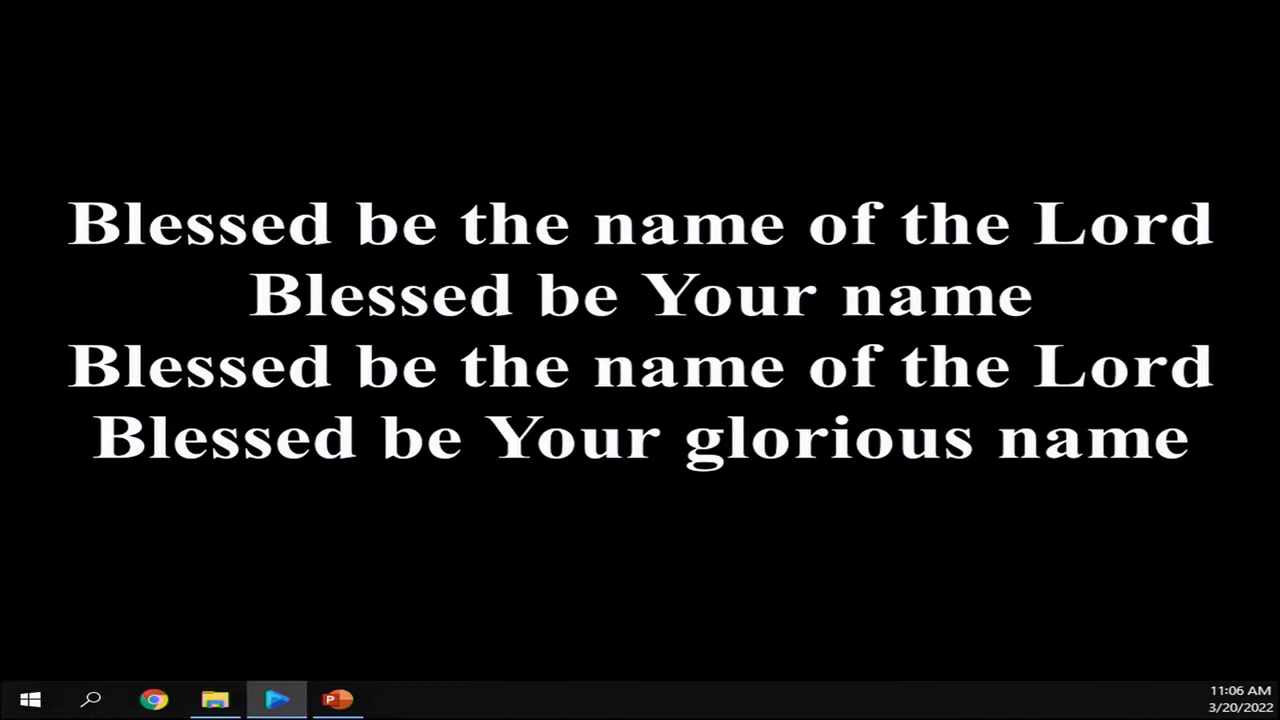 Blessed be the name of the Lord
Blessed be Your name
Blessed be the name of the Lord
Blessed be Your glorious name
P
11:06 AM
3/20/2022